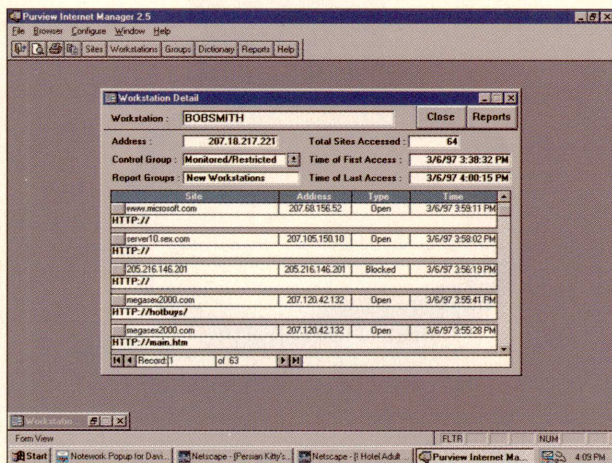 Purview Internet Manager 2.5
File Browser Configure Window Help
Sites Workstations Groups Dictionary Reports Help
Workstation Detail
Workstation : BOBSMITH Close Reports
Address : 207.18.217.221 Total Sites Accessed : 64
Control Group : Monitored/Restricted Time of First Access : 3/6/97 3:38:32 PM
Report Groups : New Workstations Time of Last Access : 3/6/97 4:00:15 PM
Site Address Type Time
www.microsoft.com 207.68.156.52 Open 3/6/97 3:59:11 PM
HTTP://
server10.sex.com 207.105.150.10 Open 3/6/97 3:58:02 PM
HTTP://
205.216.146.201 205.216.146.201 Blocked 3/6/97 3:56:19 PM
HTTP://
megasex2000.com 207.120.42.132 Open 3/6/97 3:55:41 PM
HTTP://hotbuys/
megasex2000.com 207.120.42.132 Open 3/6/97 3:55:28 PM
HTTP://main.htm
Record: 1 of 63
Workstation...
Form View FLTR NUM
Start Notework Popup for Davi... Netscape - [Persian Kitty's... Netscape - [! Hotel Adult ... Purview Internet Ma... 4:09 PM